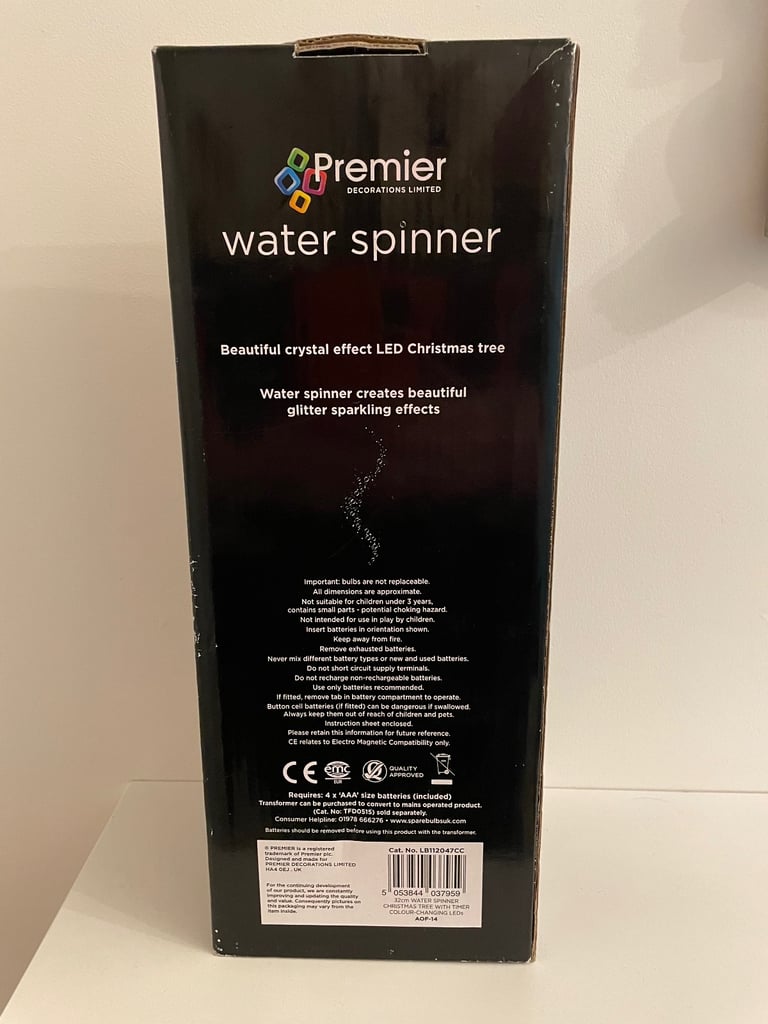 Premier
DECORATIONS LIMITED
water spinner
Beautiful crystal effect LED Christmas tree
Water spinner creates beautiful
glitter sparkling effects
Important: bulbs are not replaceable.
All dimensions are approximate.
Not suitable for children under 3 years,
contains small parts - potential choking hazard.
Not intended for use in play by children.
Insert batteries in orientation shown.
Keep away from fire.
Remove exhausted batteries.
Never mix different battery types or new and used batteries.
Do not short circuit supply terminals.
Do not recharge non-rechargeable batteries.
Use only batteries recommended.
If fitted, remove tab in battery compartment to operate.
Button cell batteries (if fitted) can be dangerous if swallowed.
Always keep them out of reach of children and pets.
Instruction sheet enclosed.
Please retain this information for future reference.
CE relates to Electro Magnetic Compatibility only.
CE
emc
EUR
QUALITY
APPROVED
Requires: 4 x 'AAA' size batteries (included)
Transformer can be purchased to convert to mains operated product.
(Cat. No: TFD051S) sold separately.
Consumer Helpline: 01978 666276 • www.sparebulbsuk.com
Batteries should be removed before using this product with the transformer.
® PREMIER is a registered
trademark of Premier plc.
Designed and made for
PREMIER DECORATIONS LIMITED
HA4 0EJ . UK
For the continuing development
of our product, we are constantly
improving and updating the quality
and value. Consequently pictures on
this packaging may vary from the
item inside.
Cat. No. LB112047CC
5 053844 037959
32cm WATER SPINNER
CHRISTMAS TREE WITH TIMER
COLOUR-CHANGING LEDs
AOF-14